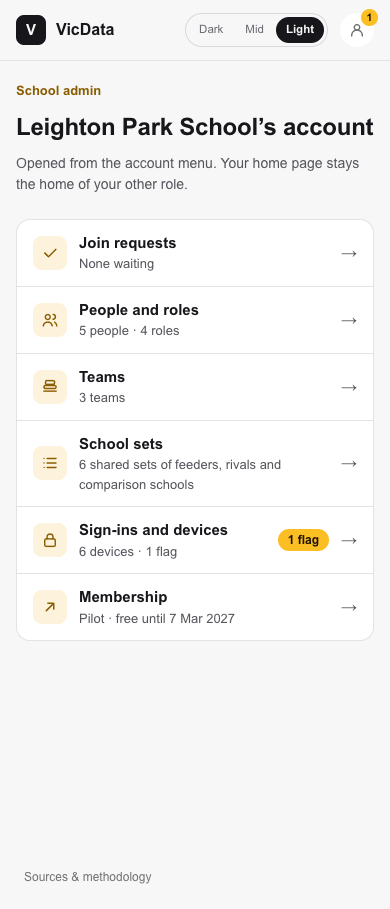 V VicData Dark Mid Light 1
School admin
Leighton Park School’s account
Opened from the account menu. Your home page stays
the home of your other role.
Join requests
None waiting
People and roles
5 people · 4 roles
Teams
3 teams
School sets
6 shared sets of feeders, rivals and
comparison schools
Sign-ins and devices
6 devices · 1 flag
1 flag
Membership
Pilot · free until 7 Mar 2027
Sources & methodology